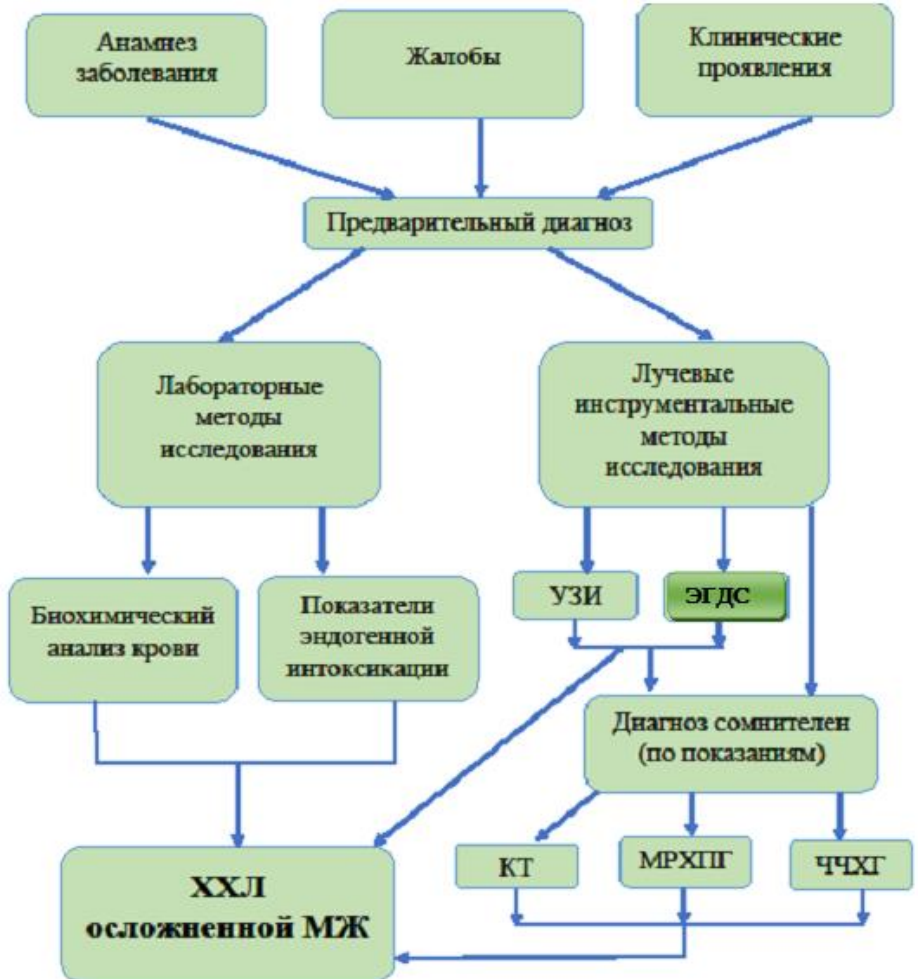 Анамнез
заболевания
Жалобы
Клинические
проявления
Предварительный диагноз
Лабораторные
методы
исследования
Лучевые
инструментальные
методы
исследования
Биохимический
анализ крови
Показатели
эндогенной
интоксикации
УЗИ
ЭГДС
Диагноз сомнителен
(по показаниям)
ХХЛ
осложненной МЖ
КТ
МРХПГ
ЧЧХГ